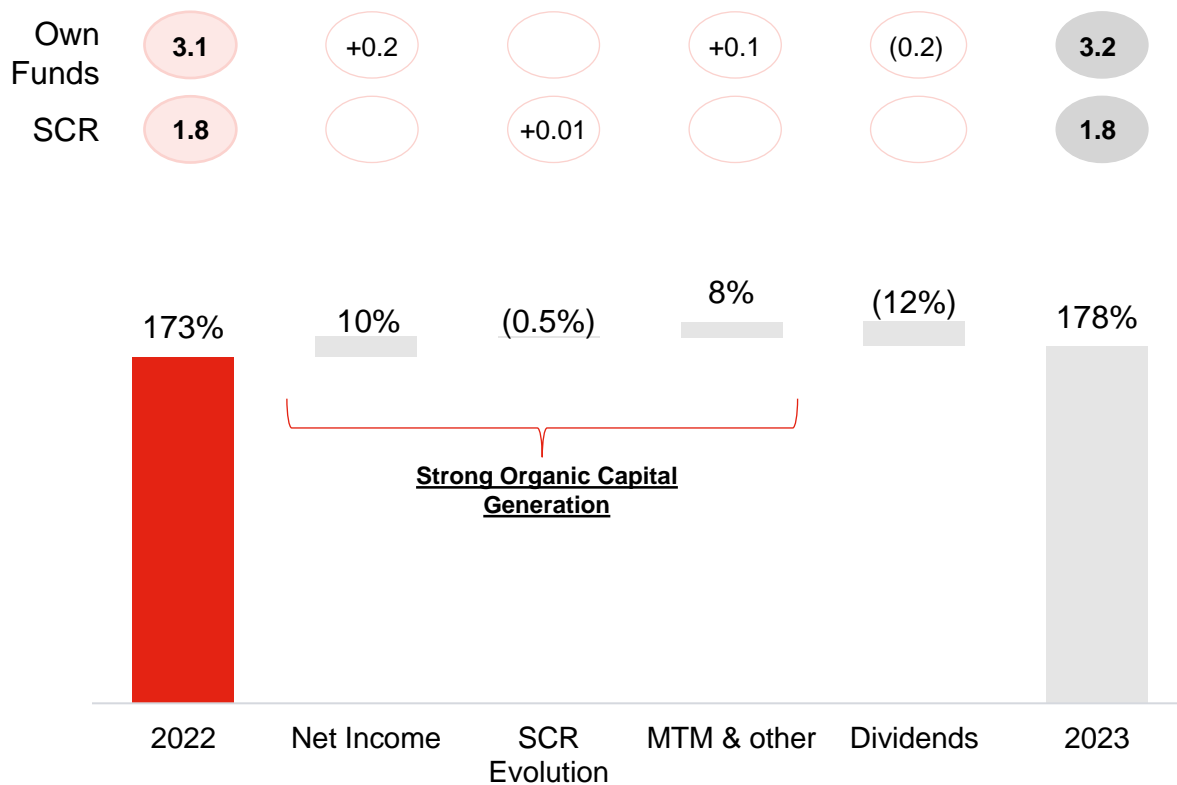 Own
Funds
3.1
+0.2
+0.1
(0.2)
3.2
SCR
1.8
+0.01
1.8
173%
10%
(0.5%)
8%
(12%)
178%
Strong Organic Capital
Generation
2022
Net Income
SCR
Evolution
MTM & other
Dividends
2023